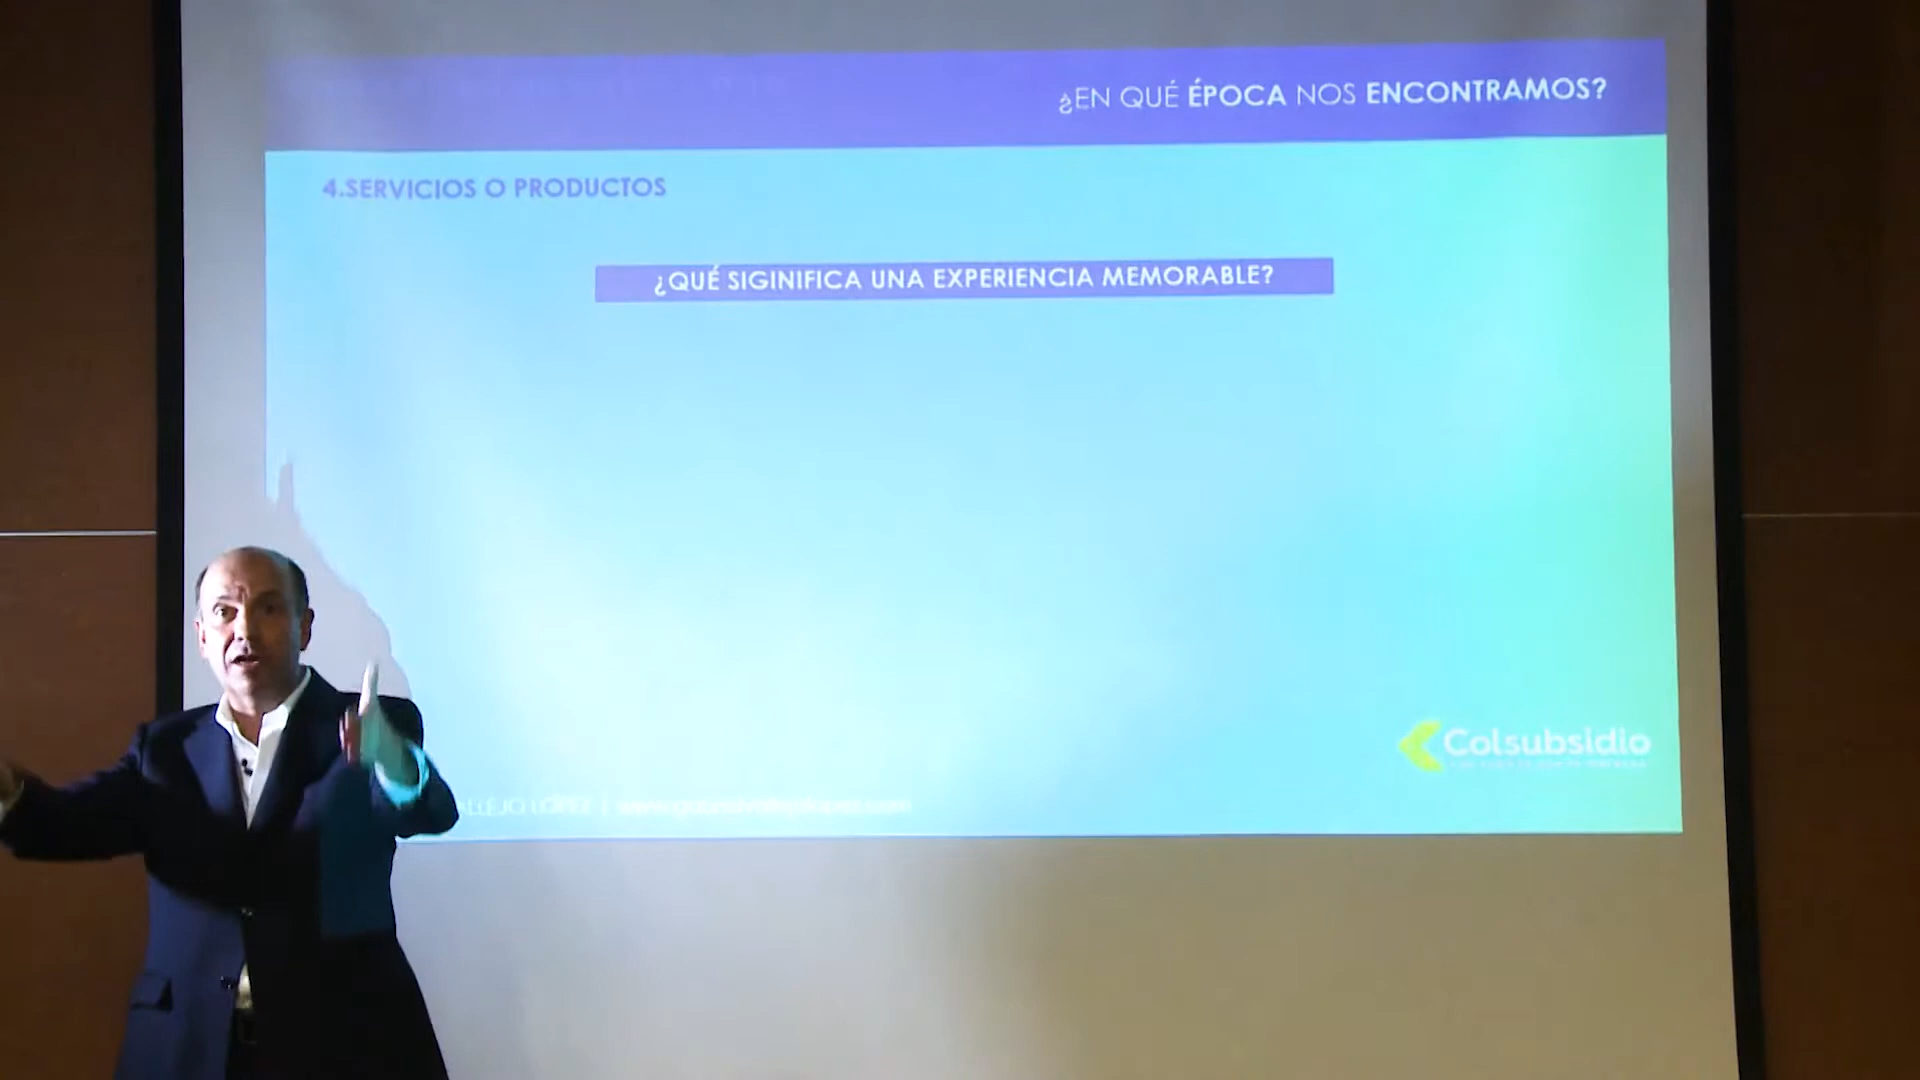 ¿EN QUÉ ÉPOCA NOS ENCONTRAMOS?
4.SERVICIOS O PRODUCTOS
¿QUÉ SIGINIFICA UNA EXPERIENCIA MEMORABLE?
Colsubsidio